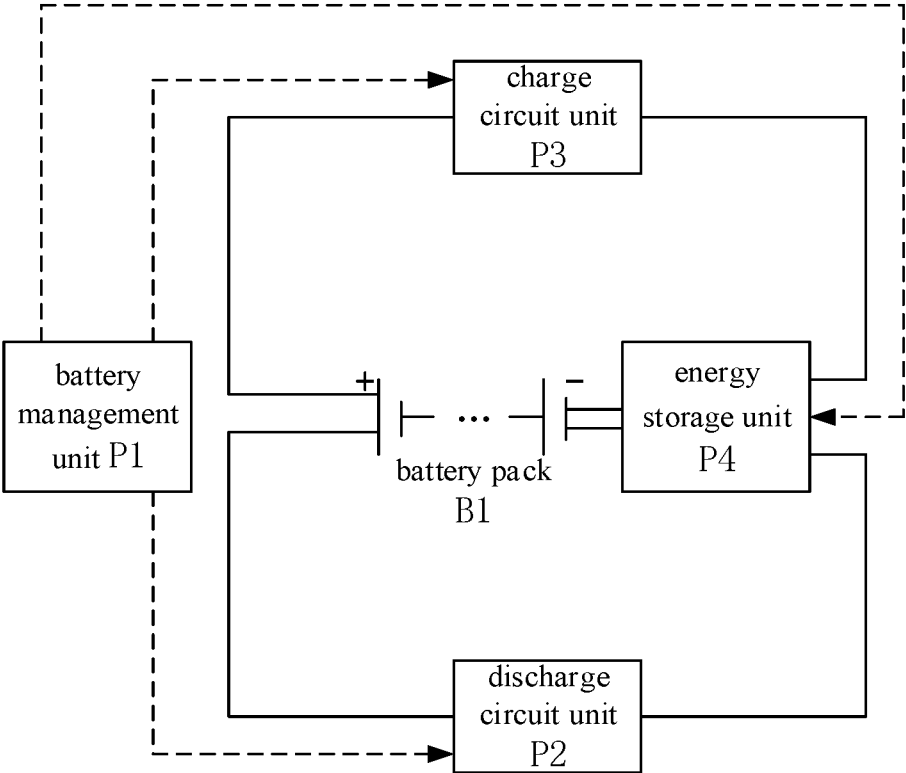 charge
circuit unit
P3
battery
management
unit P1
+
...
-
battery pack
B1
energy
storage unit
P4
discharge
circuit unit
P2